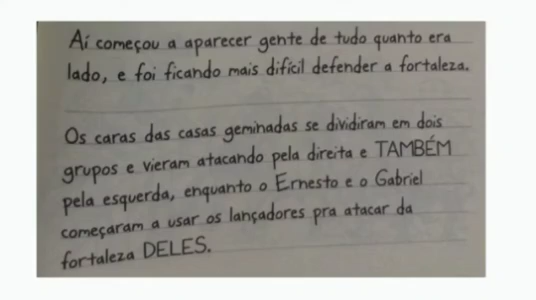 Aí começou a aparecer gente de tudo quanto era
lado, e foi ficando mais difícil defender a fortaleza.
Os caras das casas geminadas se dividiram em dois
grupos e vieram atacando pela direita e TAMBÉM
pela esquerda, enquanto o Ernesto e o Gabriel
começaram a usar os lançadores pra atacar da
fortaleza DELES.